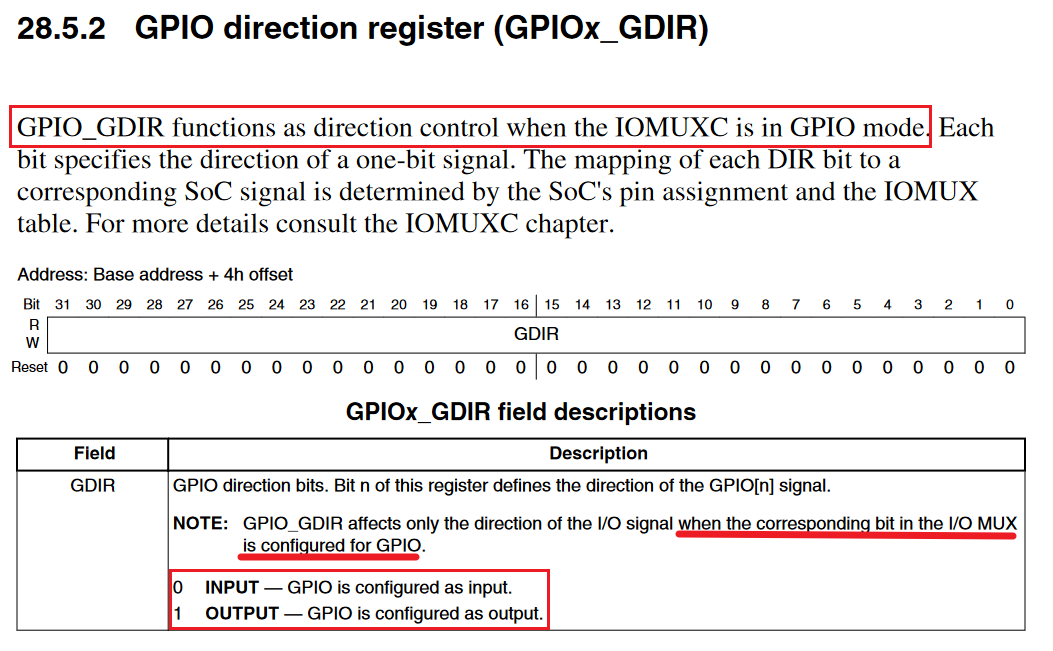 28.5.2 GPIO direction register (GPIOx_GDIR)
GPIO_GDIR functions as direction control when the IOMUXC is in GPIO mode. Each
bit specifies the direction of a one-bit signal. The mapping of each DIR bit to a
corresponding SoC signal is determined by the SoC's pin assignment and the IOMUX
table. For more details consult the IOMUXC chapter.
Address: Base address + 4h offset
Bit 31 30 29 28 27 26 25 24 23 22 21 20 19 18 17 16 15 14 13 12 11 10 9 8 7 6 5 4 3 2 1 0
R
GDIR
W
Reset 0 0 0 0 0 0 0 0 0 0 0 0 0 0 0 0 0 0 0 0 0 0 0 0 0 0 0 0 0 0 0 0
GPIOx_GDIR field descriptions
Field Description
GDIR GPIO direction bits. Bit n of this register defines the direction of the GPIO[n] signal.
NOTE: GPIO_GDIR affects only the direction of the I/O signal when the corresponding bit in the I/O MUX
is configured for GPIO.
0 INPUT — GPIO is configured as input.
1 OUTPUT — GPIO is configured as output.